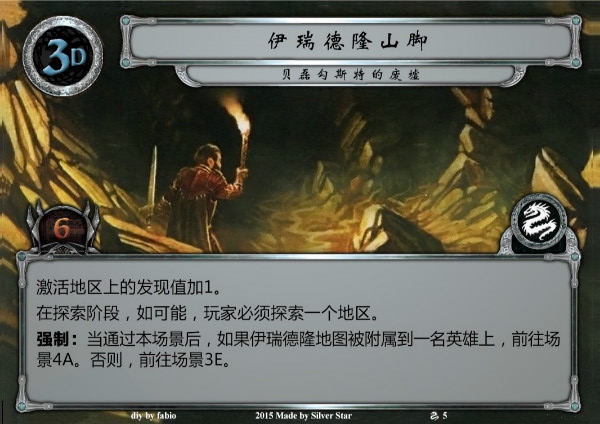 3D
伊瑞德隆山脚
贝磊勾斯特的废墟
6
激活地区上的发现值加1。
在探索阶段，如可能，玩家必须探索一个地区。
强制：当通过本场景后，如果伊瑞德隆地图被附属到一名英雄上，前往场
景4A。否则，前往场景3E。
diy by fabio 2015 Made by Silver Star 5